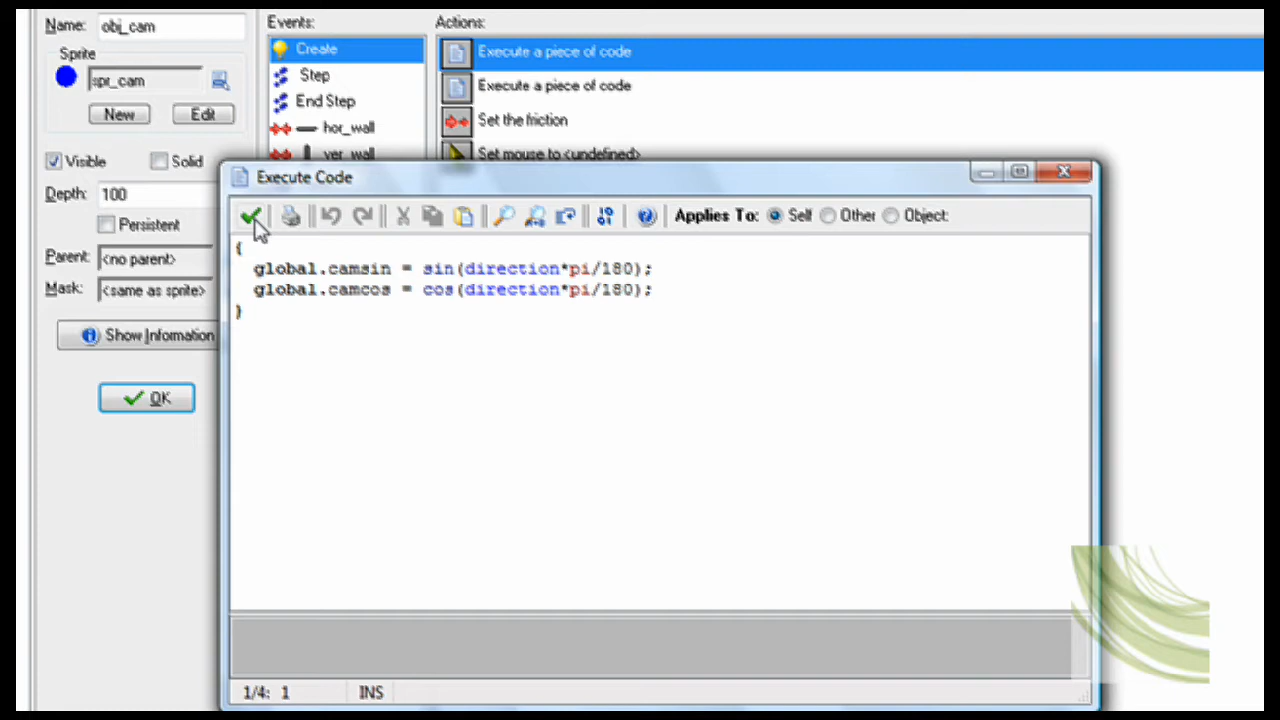 Name: obj_cam
Sprite
spr_cam
New Edit
Visible Solid
Depth: 100
Persistent
Parent: <no parent>
Mask: <same as sprite>
Show Information
OK
Events:
Create
Step
End Step
hor_wall
ver_wall
Actions:
Execute a piece of code
Execute a piece of code
Set the friction
Set mouse to <undefined>
Execute Code
Applies To: Self Other Object:
{
global.camsin = sin(direction*pi/180);
global.camcos = cos(direction*pi/180);
}
1/4: 1 INS